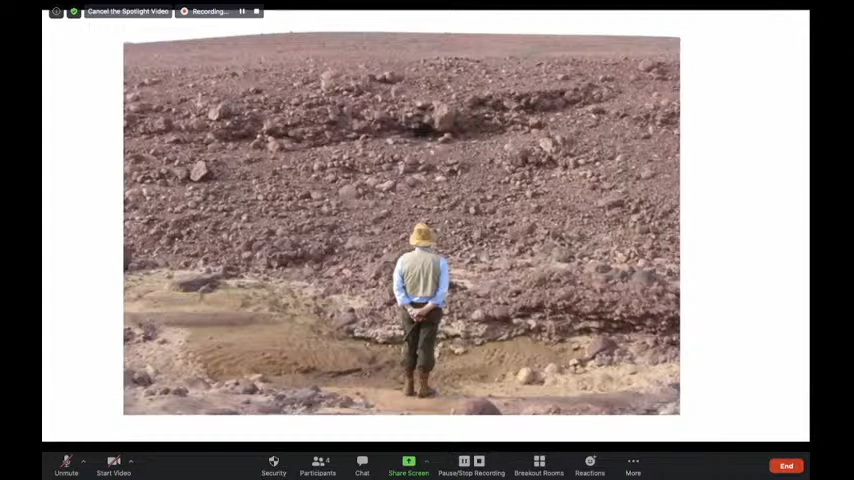 Cancel the Spotlight Video
Recording...
Unmute
Start Video
Security
Participants
4
Chat
Share Screen
Pause/Stop Recording
Breakout Rooms
Reactions
More
End